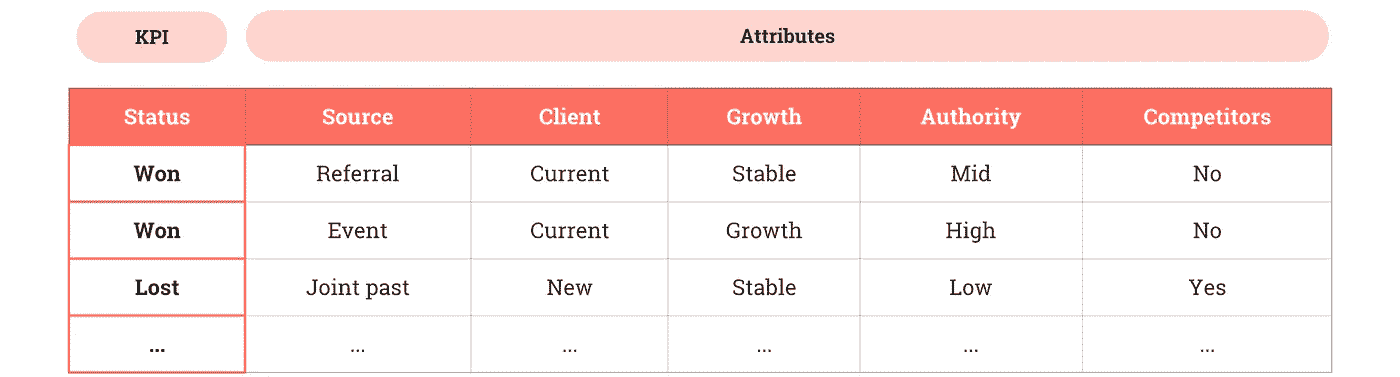 KPI Attributes
Status Source Client Growth Authority Competitors
Won Referral Current Stable Mid No
Won Event Current Growth High No
Lost Joint past New Stable Low Yes
... ... ... ... ... ...